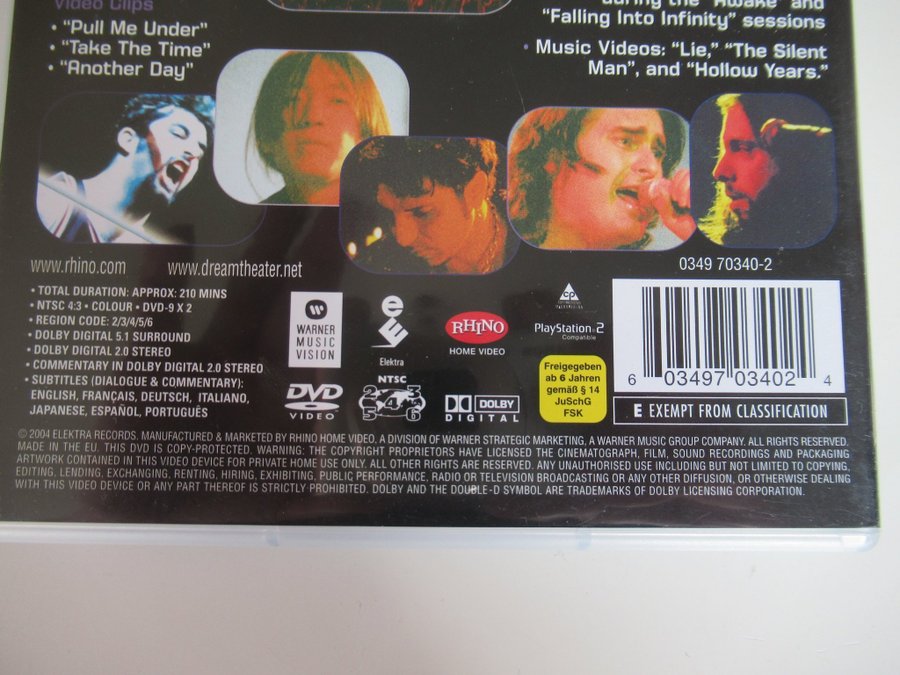 Video Clips
• "Pull Me Under"
• "Take The Time"
• "Another Day"
during the "Awake" and
"Falling Into Infinity" sessions
• Music Videos: "Lie," "The Silent
Man", and "Hollow Years."
www.rhino.com www.dreamtheater.net
0349 70340-2
• TOTAL DURATION: APPROX: 210 MINS
• NTSC 4:3 • COLOUR • DVD-9 X 2
• REGION CODE: 2/3/4/5/6
• DOLBY DIGITAL 5.1 SURROUND
• DOLBY DIGITAL 2.0 STEREO
• COMMENTARY IN DOLBY DIGITAL 2.0 STEREO
• SUBTITLES (DIALOGUE & COMMENTARY):
ENGLISH, FRANÇAIS, DEUTSCH, ITALIANO,
JAPANESE, ESPAÑOL, PORTUGUÊS
WARNER
MUSIC
VISION
Elektra
RHINO
HOME VIDEO
PlayStation 2
Compatible
DVD
VIDEO
NTSC
2 3
5 4 6
DOLBY
DIGITAL
Freigegeben
ab 6 Jahren
gemäß § 14
JuSchG
FSK
6 03497 03402 4
E EXEMPT FROM CLASSIFICATION
© 2004 ELEKTRA RECORDS. MANUFACTURED & MARKETED BY RHINO HOME VIDEO, A DIVISION OF WARNER STRATEGIC MARKETING, A WARNER MUSIC GROUP COMPANY. ALL RIGHTS RESERVED.
MADE IN THE EU. THIS DVD IS COPY-PROTECTED. WARNING: THE COPYRIGHT PROPRIETORS HAVE LICENSED THE CINEMATOGRAPH, FILM, SOUND RECORDINGS AND PACKAGING
ARTWORK CONTAINED IN THIS VIDEO DEVICE FOR PRIVATE HOME USE ONLY. ALL OTHER RIGHTS ARE RESERVED. ANY UNAUTHORISED USE INCLUDING BUT NOT LIMITED TO COPYING,
EDITING, LENDING, EXCHANGING, RENTING, HIRING, EXHIBITING, PUBLIC PERFORMANCE, RADIO OR TELEVISION BROADCASTING OR ANY OTHER DIFFUSION, OR OTHERWISE DEALING
WITH THIS VIDEO DEVICE OR ANY PART THEREOF IS STRICTLY PROHIBITED. DOLBY AND THE DOUBLE-D SYMBOL ARE TRADEMARKS OF DOLBY LICENSING CORPORATION.